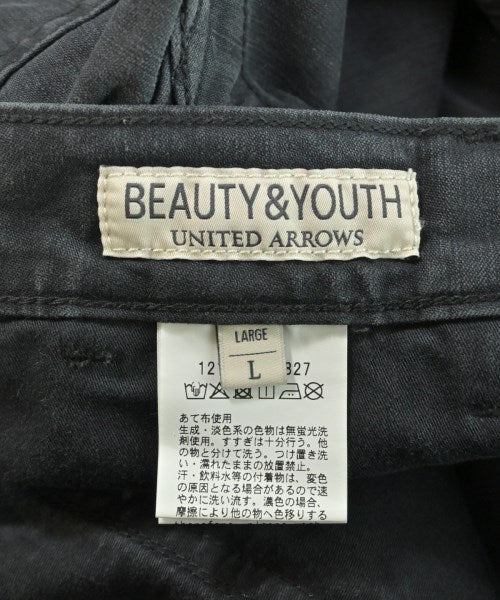 BEAUTY&YOUTH
UNITED ARROWS
LARGE
L
12 827
あて布使用
生成・淡色系の色物は無蛍光洗
剤使用。すすぎは十分行う。他
の物と分けて洗う。つけ置き洗
い・濡れたままの放置禁止。
汗・飲料水等の付着物は、変色
の原因となる場合があるので速
やかに洗い流す。濃色の場合、
摩擦により他の物へ色移りする